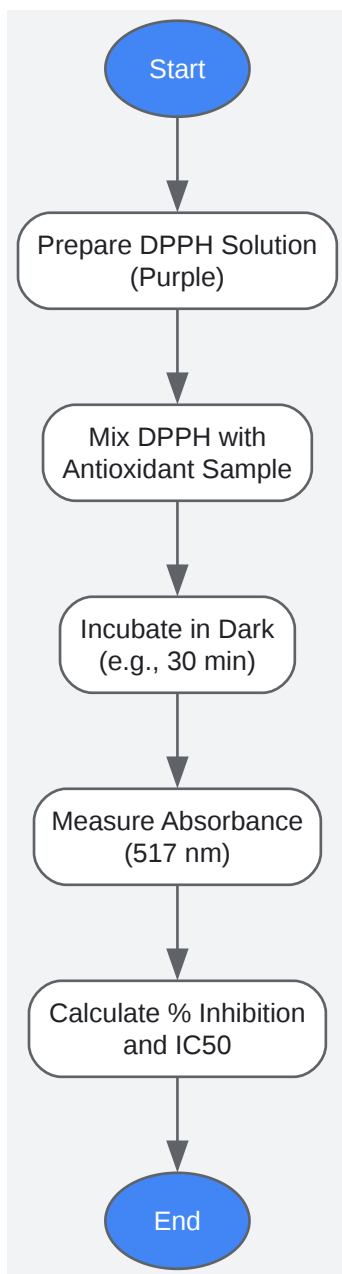 Start
Prepare DPPH Solution
(Purple)
Mix DPPH with
Antioxidant Sample
Incubate in Dark
(e.g., 30 min)
Measure Absorbance
(517 nm)
Calculate % Inhibition
and IC50
End